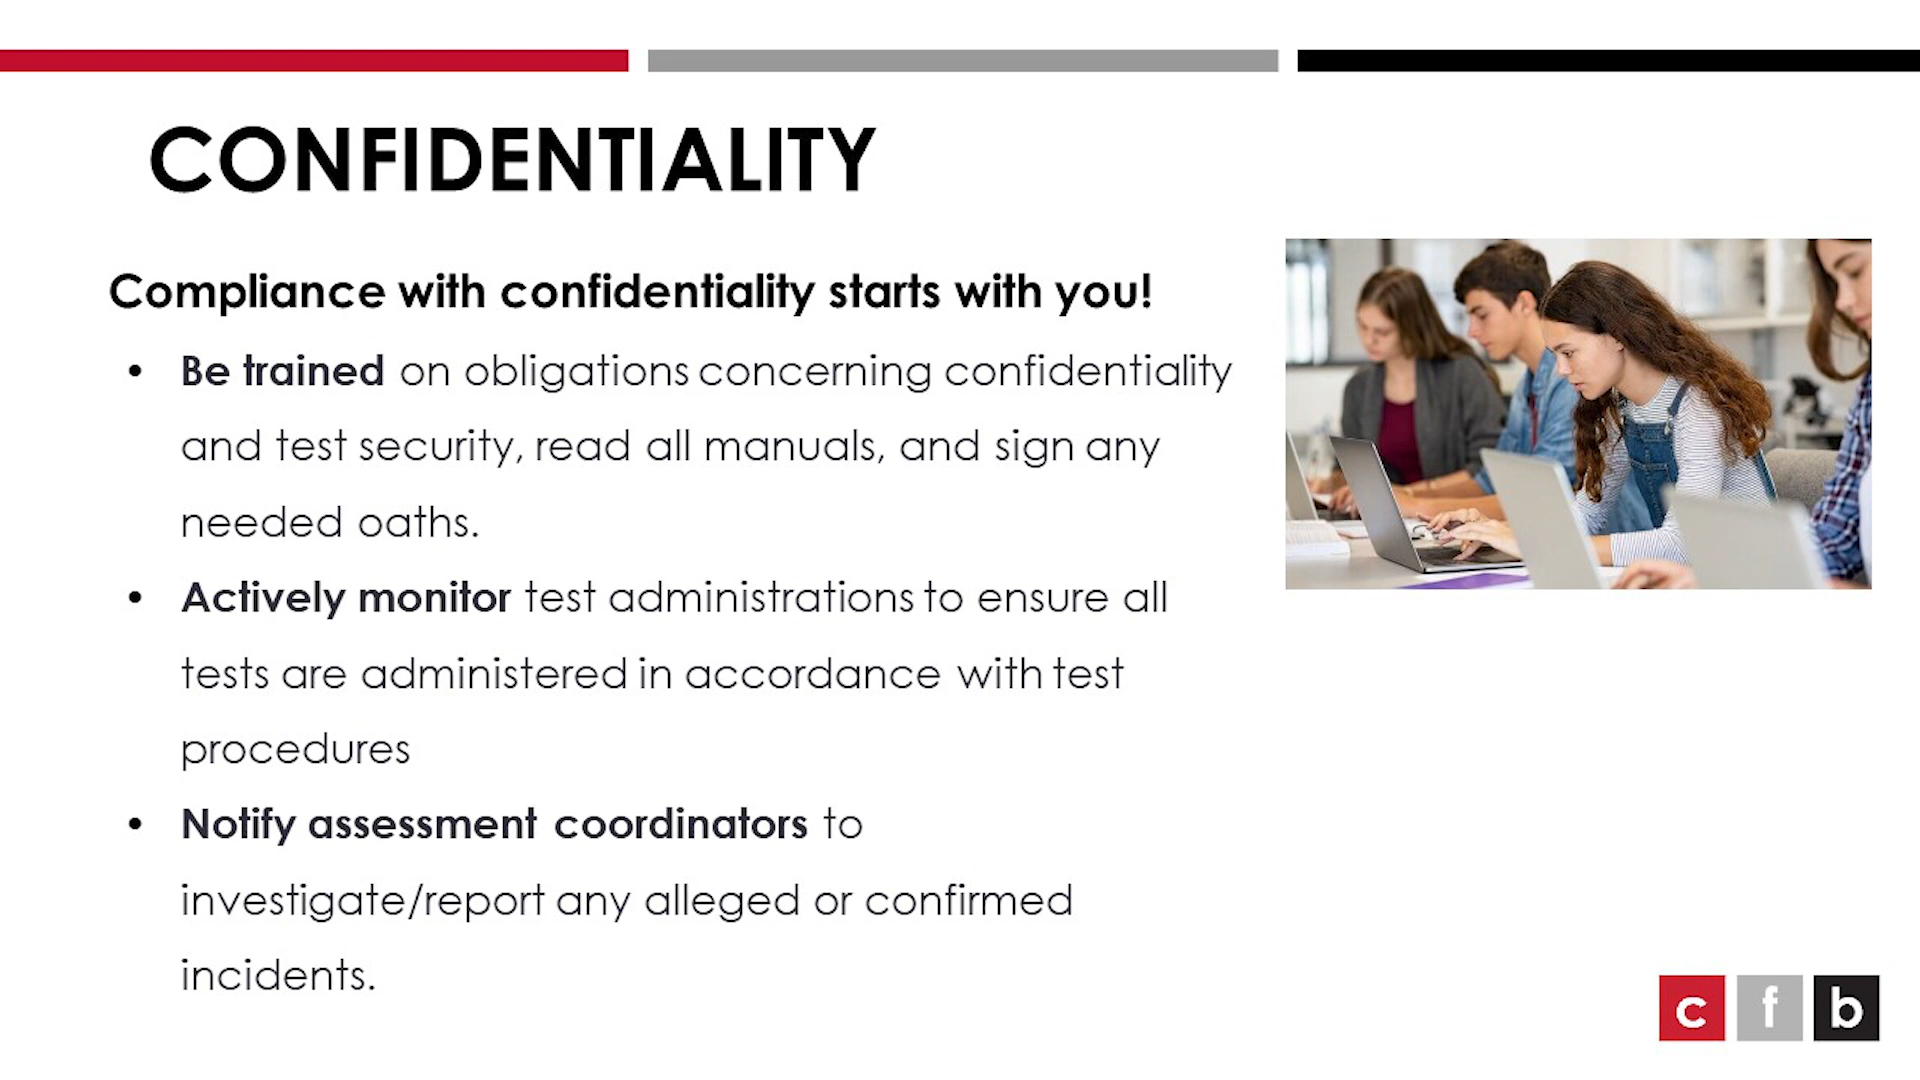 CONFIDENTIALITY
Compliance with confidentiality starts with you!
• Be trained on obligations concerning confidentiality
and test security, read all manuals, and sign any
needed oaths.
• Actively monitor test administrations to ensure all
tests are administered in accordance with test
procedures
• Notify assessment coordinators to
investigate/report any alleged or confirmed
incidents.
c f b